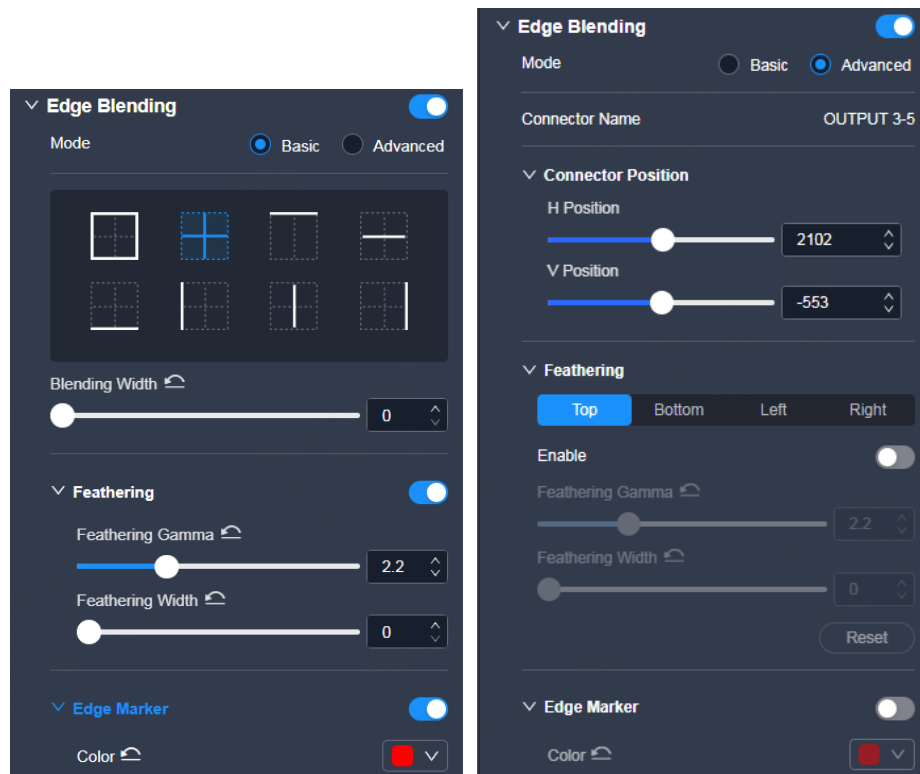 Edge Blending
Mode Basic Advanced
Blending Width
0
Feathering
Feathering Gamma
2.2
Feathering Width
0
Edge Marker
Color
Edge Blending
Mode Basic Advanced
Connector Name OUTPUT 3-5
Connector Position
H Position
2102
V Position
-553
Feathering
Top Bottom Left Right
Enable
Feathering Gamma
2.2
Feathering Width
0
Reset
Edge Marker
Color